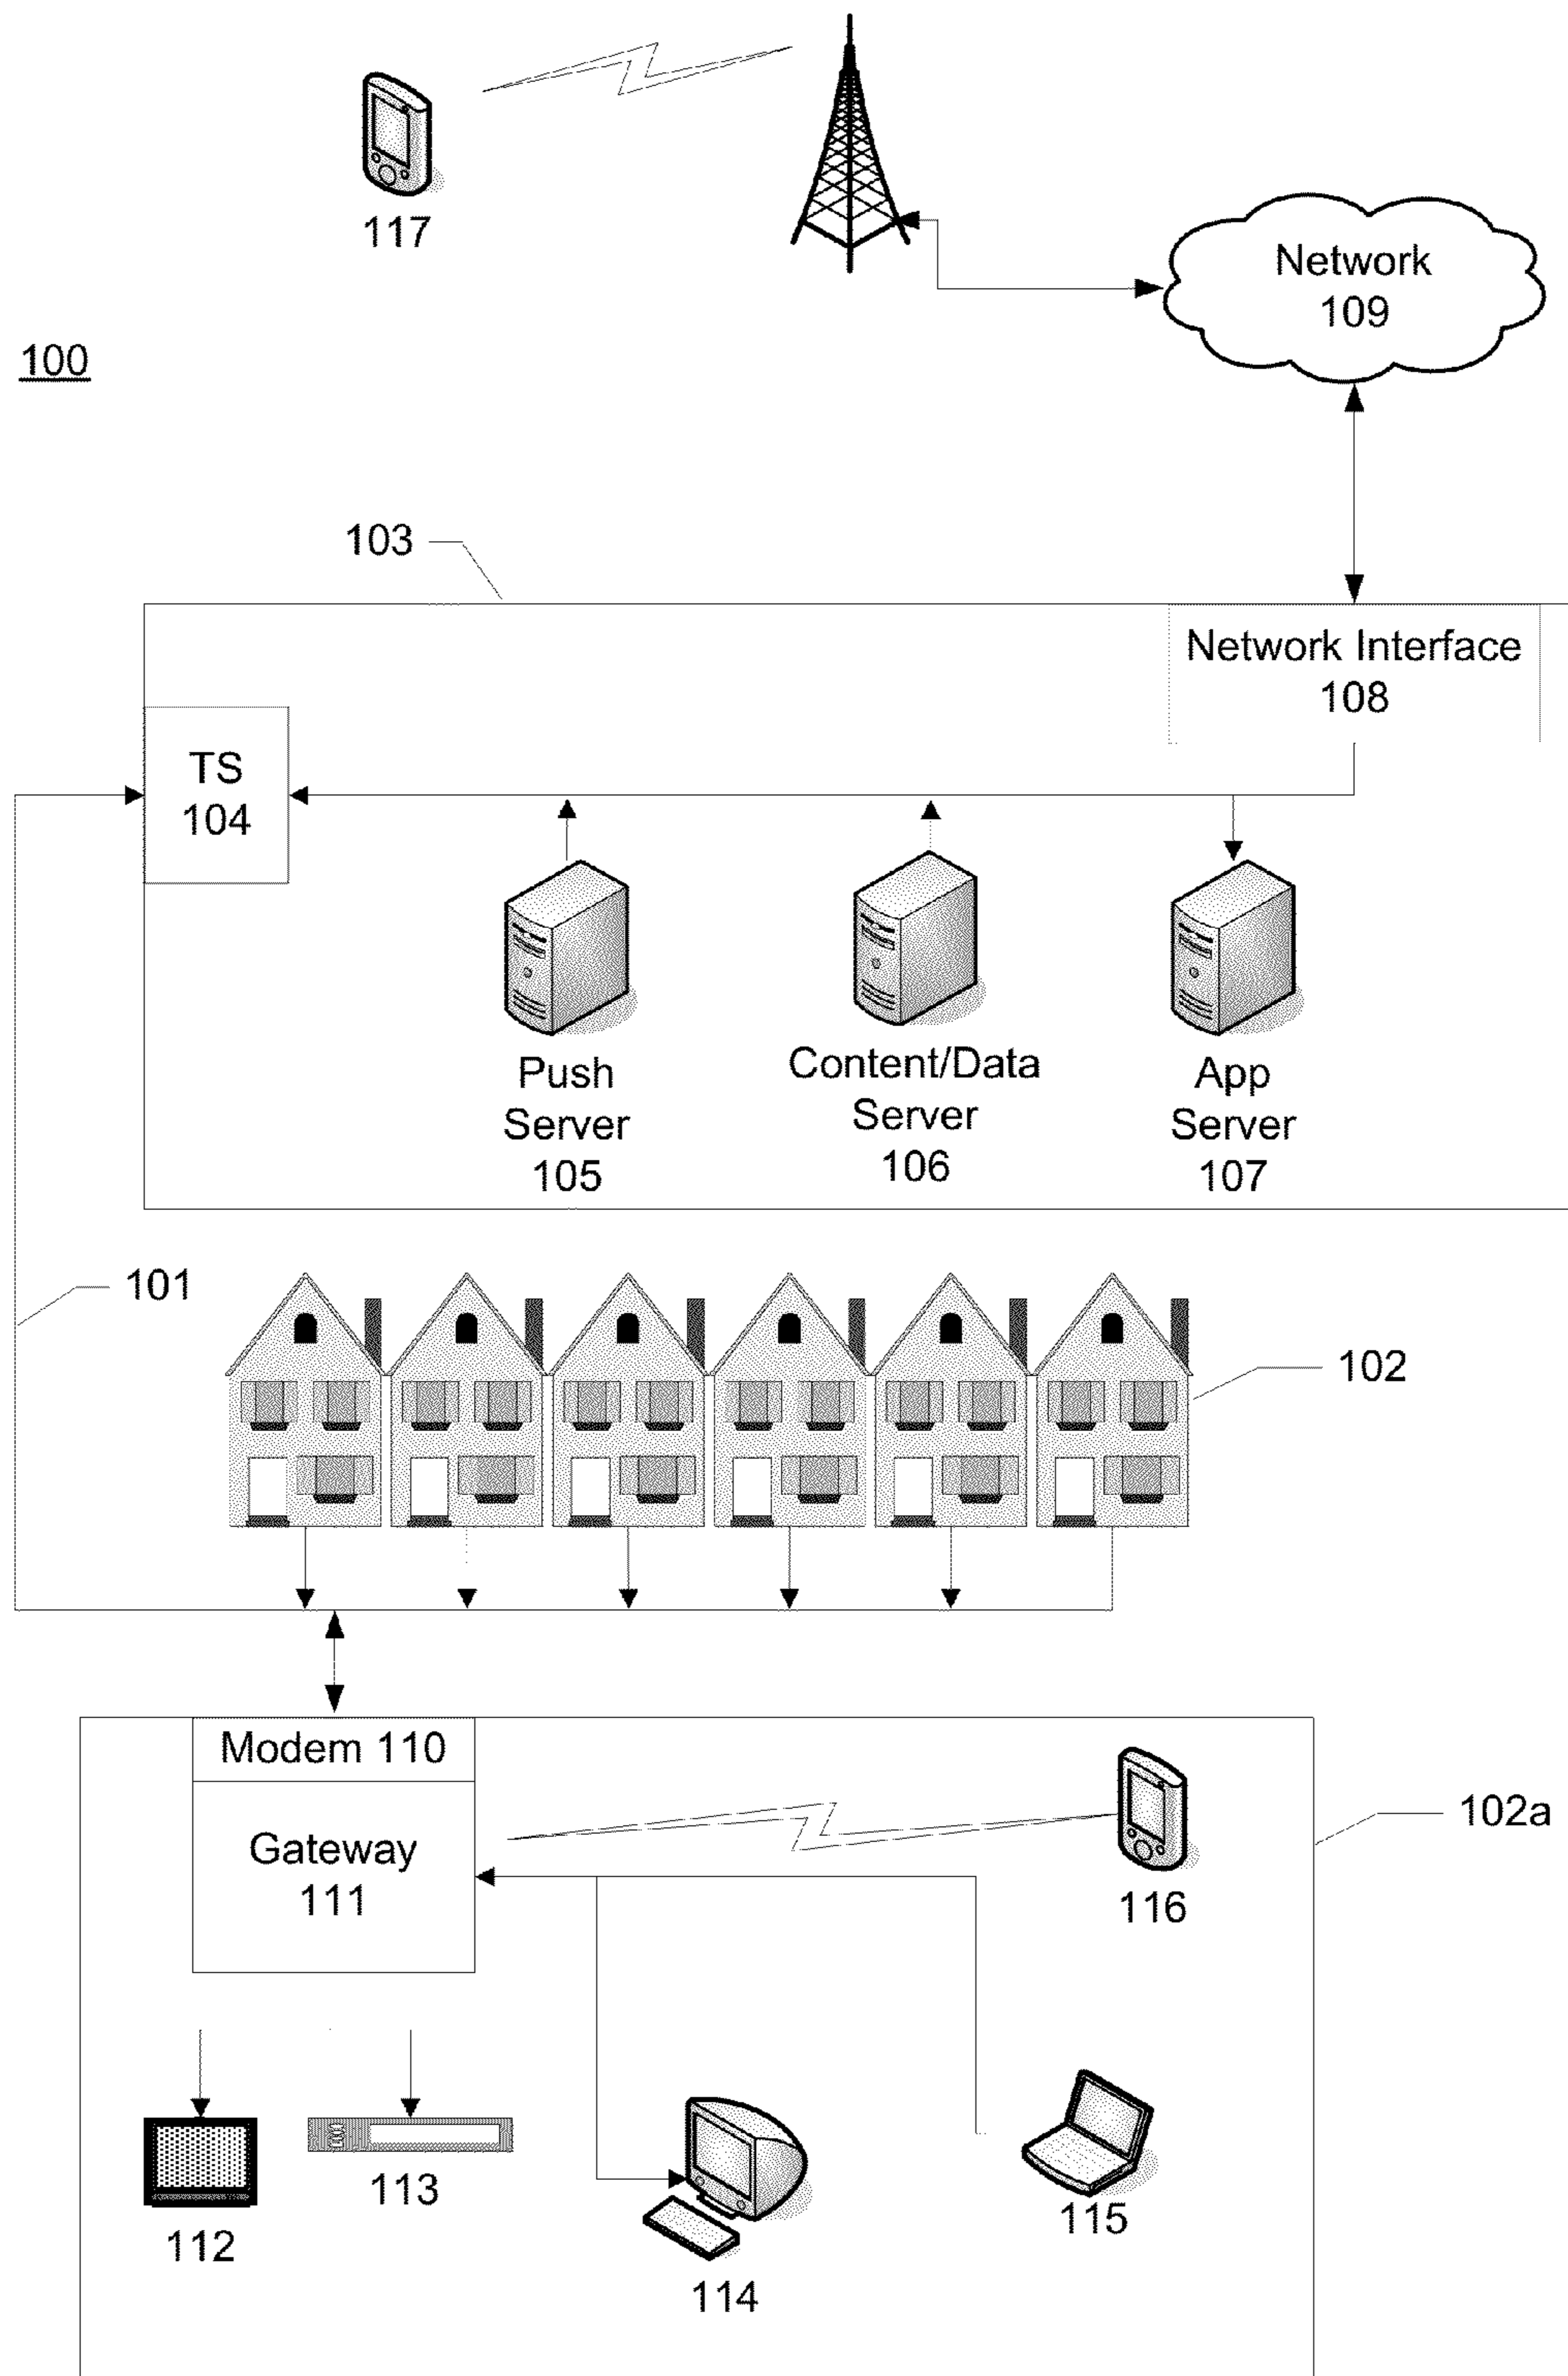 117
Network
109
100
103
Network Interface
108
TS
104
Push
Server
105
Content/Data
Server
106
App
Server
107
101
102
Modem 110
Gateway
111
102a
116
112
113
114
115